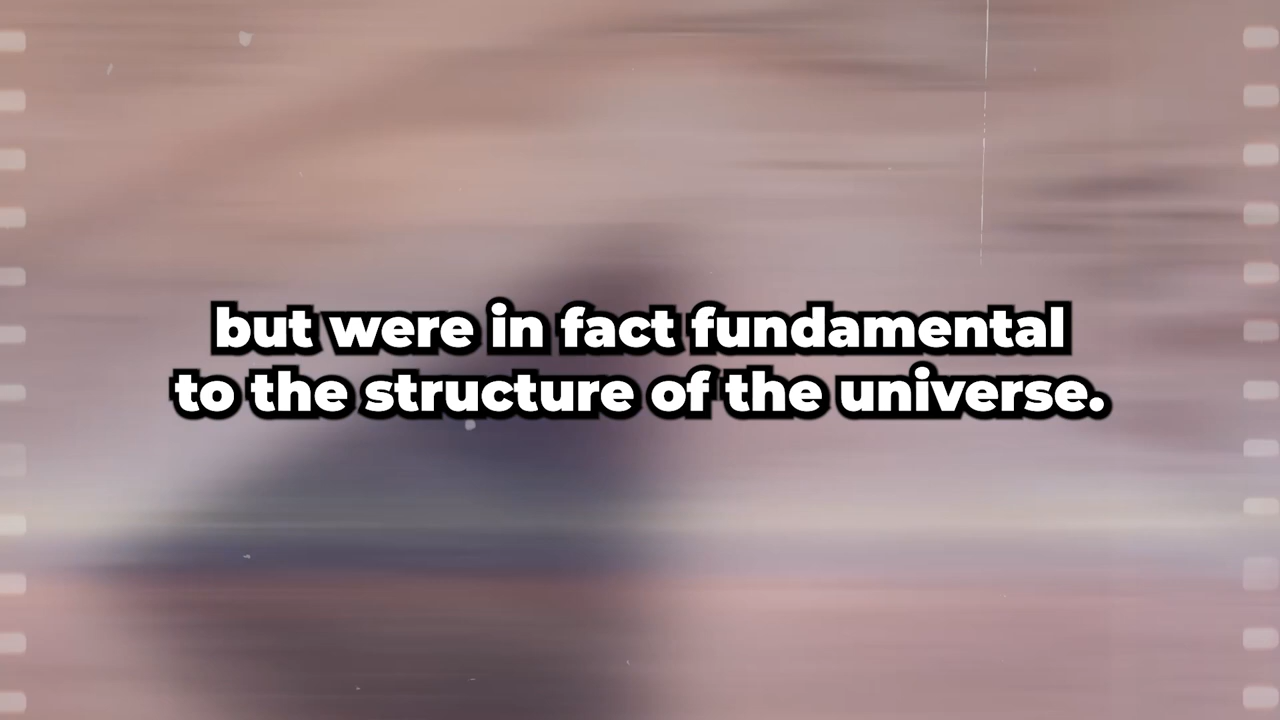 but were in fact fundamental
to the structure of the universe.